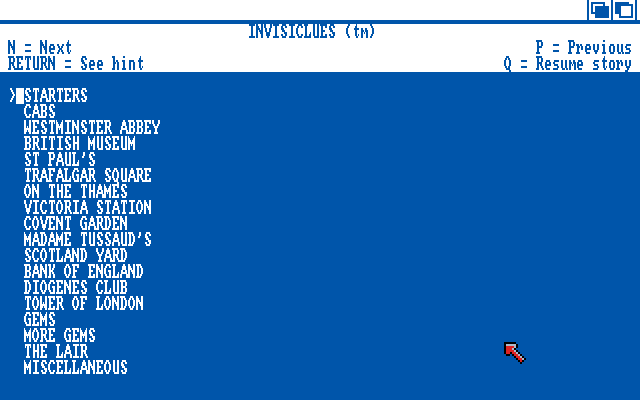 INVISICLUES (tm)
N = Next P = Previous
RETURN = See hint Q = Resume story
>STARTERS
CABS
WESTMINSTER ABBEY
BRITISH MUSEUM
ST PAUL'S
TRAFALGAR SQUARE
ON THE THAMES
VICTORIA STATION
COVENT GARDEN
MADAME TUSSAUD'S
SCOTLAND YARD
BANK OF ENGLAND
DIOGENES CLUB
TOWER OF LONDON
GEMS
MORE GEMS
THE LAIR
MISCELLANEOUS